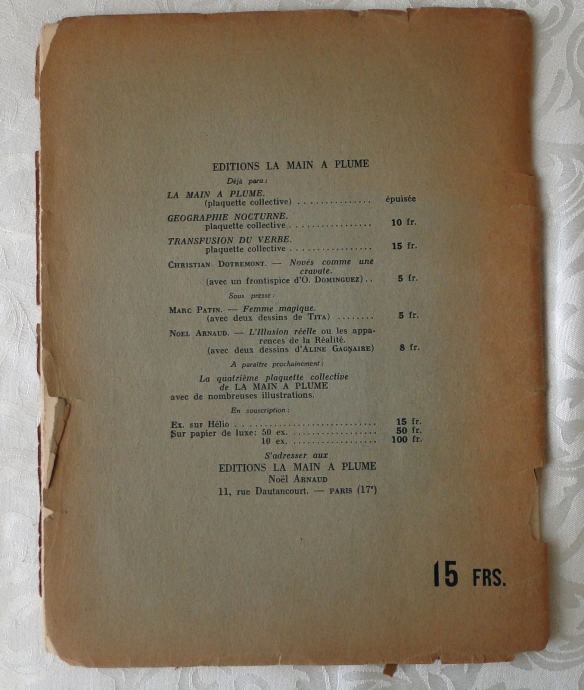 EDITIONS LA MAIN A PLUME
Déjà paru :
LA MAIN A PLUME.
(plaquette collective) . . . . . . . . . . . . . . épuisée
GEOGRAPHIE NOCTURNE.
plaquette collective . . . . . . . . . . . . . . . . 10 fr.
TRANSFUSION DU VERBE.
plaquette collective . . . . . . . . . . . . . . . . 15 fr.
CHRISTIAN DOTREMONT. — Noués comme une
cravate.
(avec un frontispice d'O. DOMINGUEZ) . . 5 fr.
Sous presse :
MARC PATIN. — Femme magique.
(avec deux dessins de TITA) . . . . . . . . 5 fr.
NOEL ARNAUD. — L'Illusion réelle ou les appa-
rences de la Réalité.
(avec deux dessins d'ALINE GAGNAIRE) 8 fr.
A paraître prochainement :
La quatrième plaquette collective
de LA MAIN A PLUME
avec de nombreuses illustrations.
En souscription :
Ex. sur Hélio . . . . . . . . . . . . . . . . . . . . . . . . . . . 15 fr.
Sur papier de luxe : 50 ex. . . . . . . . . . . . . . . . . . 50 fr.
10 ex. . . . . . . . . . . . . . . . . . 100 fr.
S'adresser aux
EDITIONS LA MAIN A PLUME
Noël ARNAUD
11, rue Dautancourt. — PARIS (17e)
15 FRS.